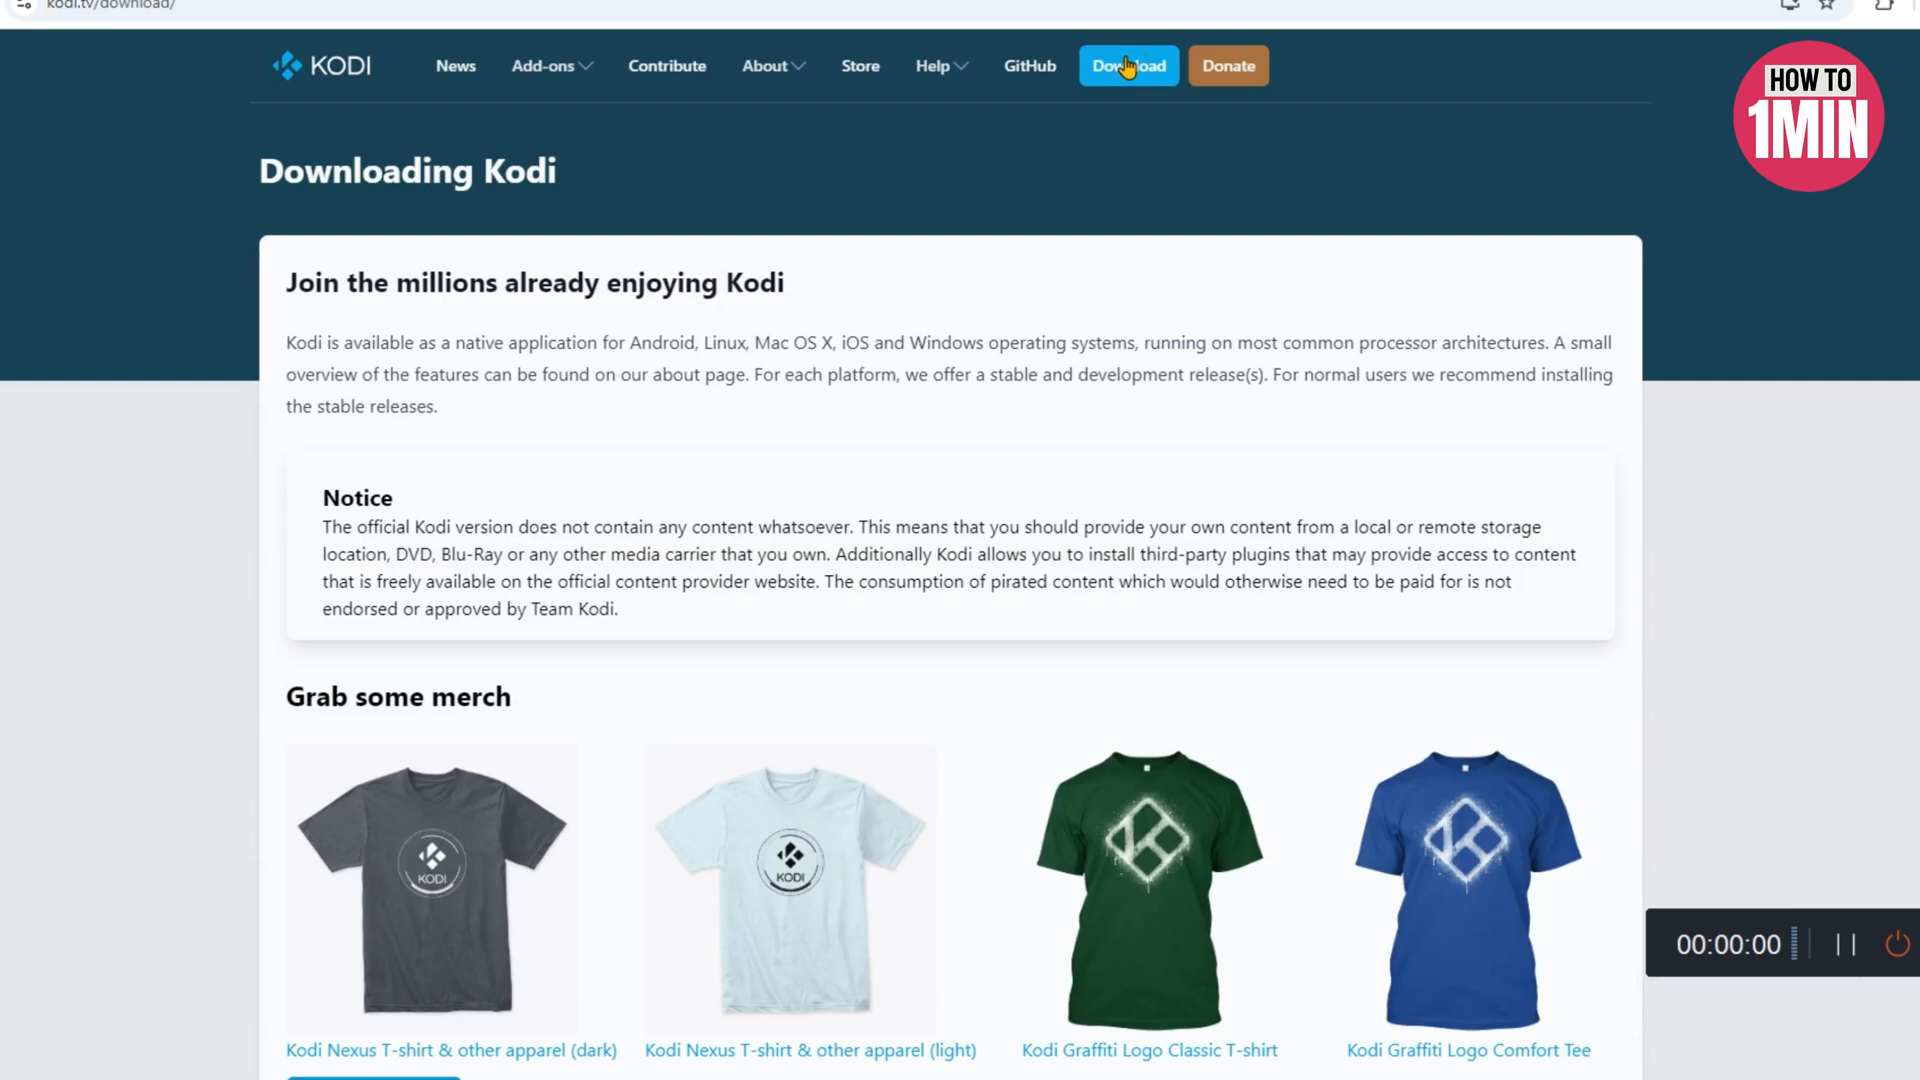 kodi.tv/download/
KODI
News
Add-ons
Contribute
About
Store
Help
GitHub
Download
Donate
HOW TO
1MIN
Downloading Kodi
Join the millions already enjoying Kodi
Kodi is available as a native application for Android, Linux, Mac OS X, iOS and Windows operating systems, running on most common processor architectures. A small
overview of the features can be found on our about page. For each platform, we offer a stable and development release(s). For normal users we recommend installing
the stable releases.
Notice
The official Kodi version does not contain any content whatsoever. This means that you should provide your own content from a local or remote storage
location, DVD, Blu-Ray or any other media carrier that you own. Additionally Kodi allows you to install third-party plugins that may provide access to content
that is freely available on the official content provider website. The consumption of pirated content which would otherwise need to be paid for is not
endorsed or approved by Team Kodi.
Grab some merch
KODI
KODI
00:00:00
Kodi Nexus T-shirt & other apparel (dark)
Kodi Nexus T-shirt & other apparel (light)
Kodi Graffiti Logo Classic T-shirt
Kodi Graffiti Logo Comfort Tee